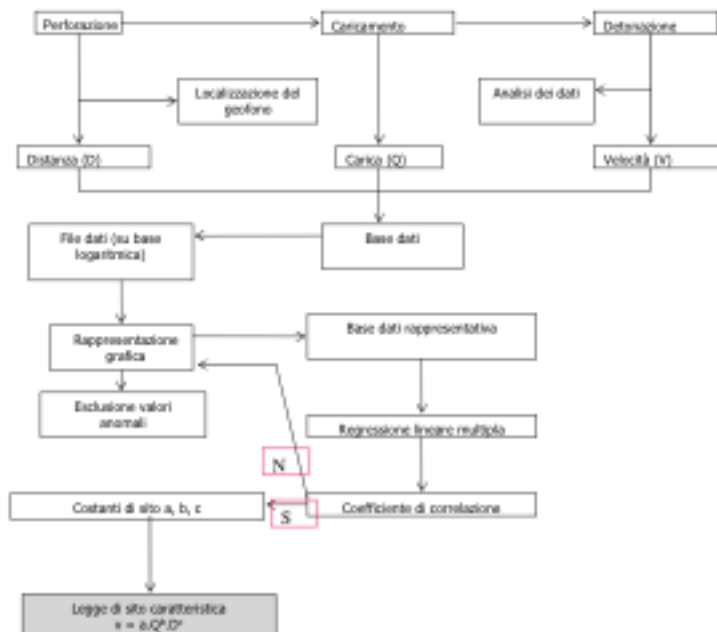 Perforazione
Caricamento
Detonazione
Localizzazione del
geofono
Analisi dei dati
Distanza (D)
Carica (Q)
Velocità (V)
File dati (su base
logaritmica)
Base dati
Rappresentazione
grafica
Base dati rappresentativa
Esclusione valori
anomali
Regressione lineare multipla
N
Costanti di sito a, b, c
S
Coefficiente di correlazione
Legge di sito caratteristica
v = a.Qᵇ.Dᶜ